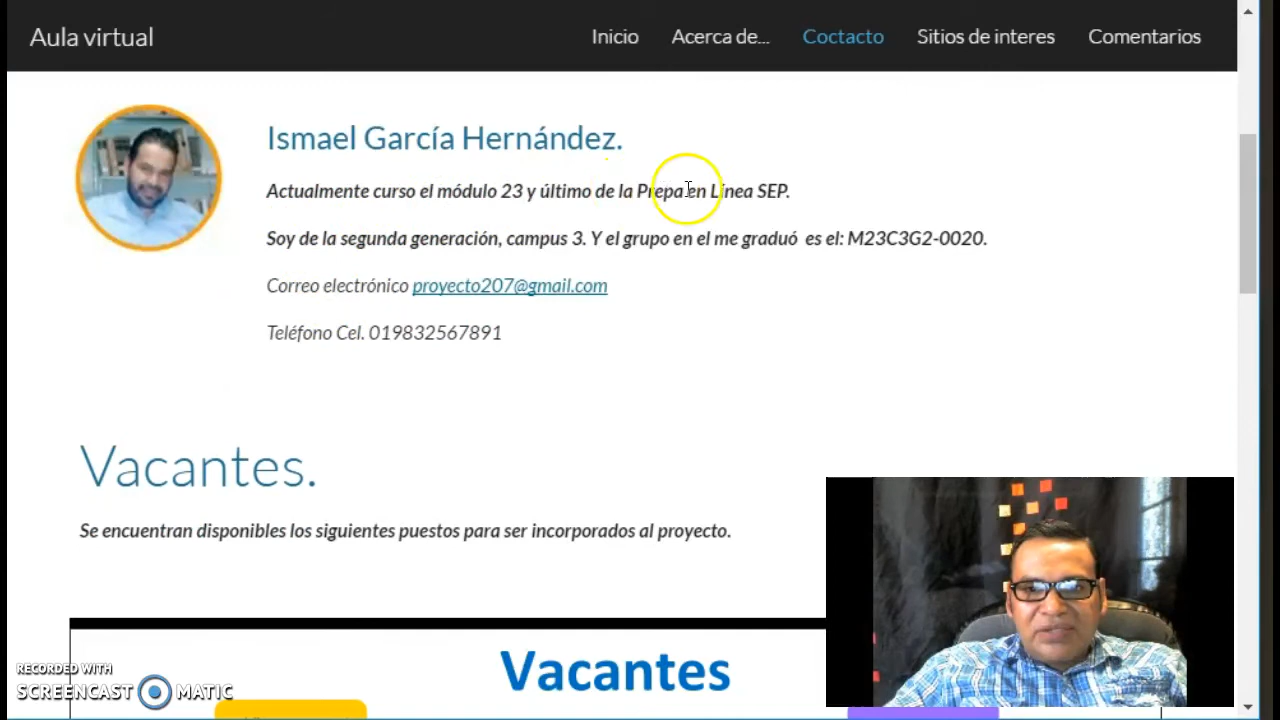 Aula virtual
Inicio Acerca de... Coctacto Sitios de interes Comentarios
Ismael García Hernández.
Actualmente curso el módulo 23 y último de la Prepa en Línea SEP.
Soy de la segunda generación, campus 3. Y el grupo en el me graduó es el: M23C3G2-0020.
Correo electrónico proyecto207@gmail.com
Teléfono Cel. 019832567891
Vacantes.
Se encuentran disponibles los siguientes puestos para ser incorporados al proyecto.
Vacantes
RECORDED WITH
SCREENCAST MATIC